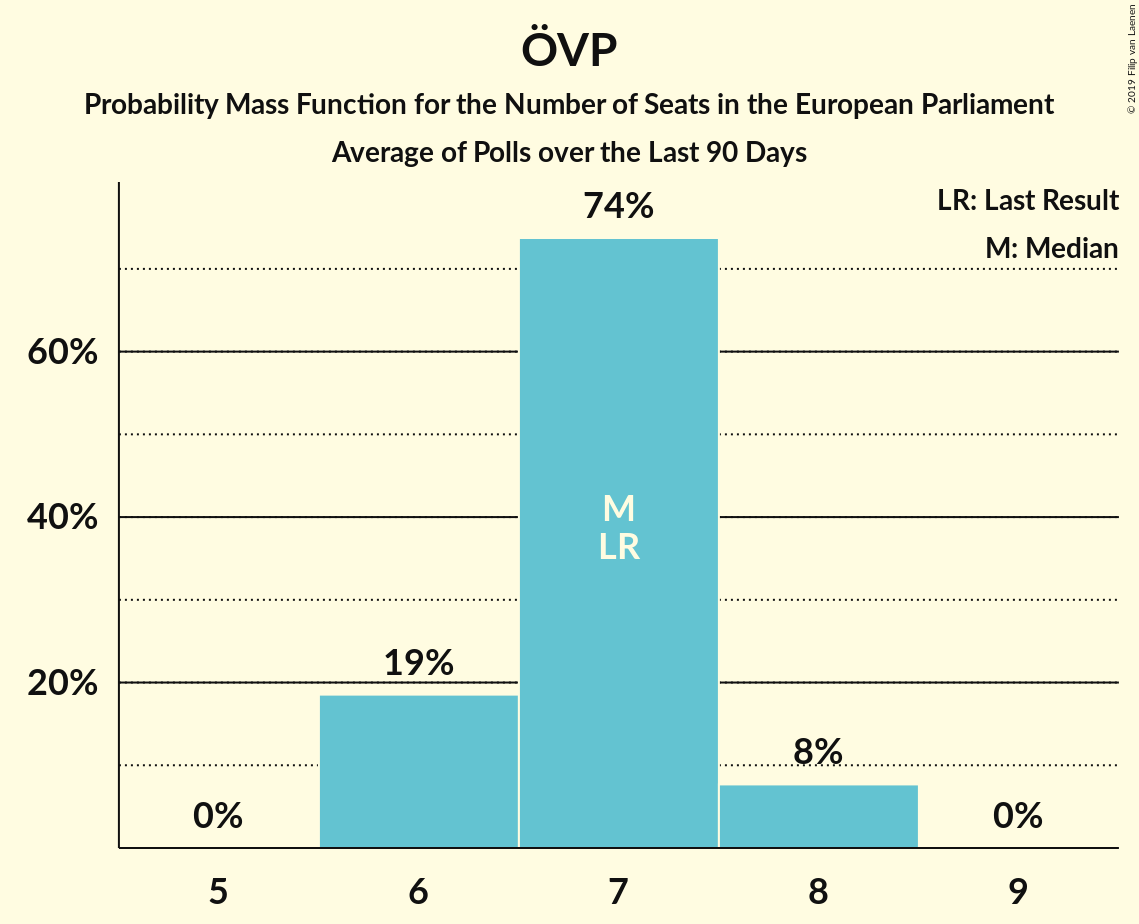 ÖVP
Probability Mass Function for the Number of Seats in the European Parliament
Average of Polls over the Last 90 Days
© 2019 Filip van Laenen
LR: Last Result
M: Median
74%
60%
40%
20%
M
LR
19%
8%
0%
0%
5 6 7 8 9